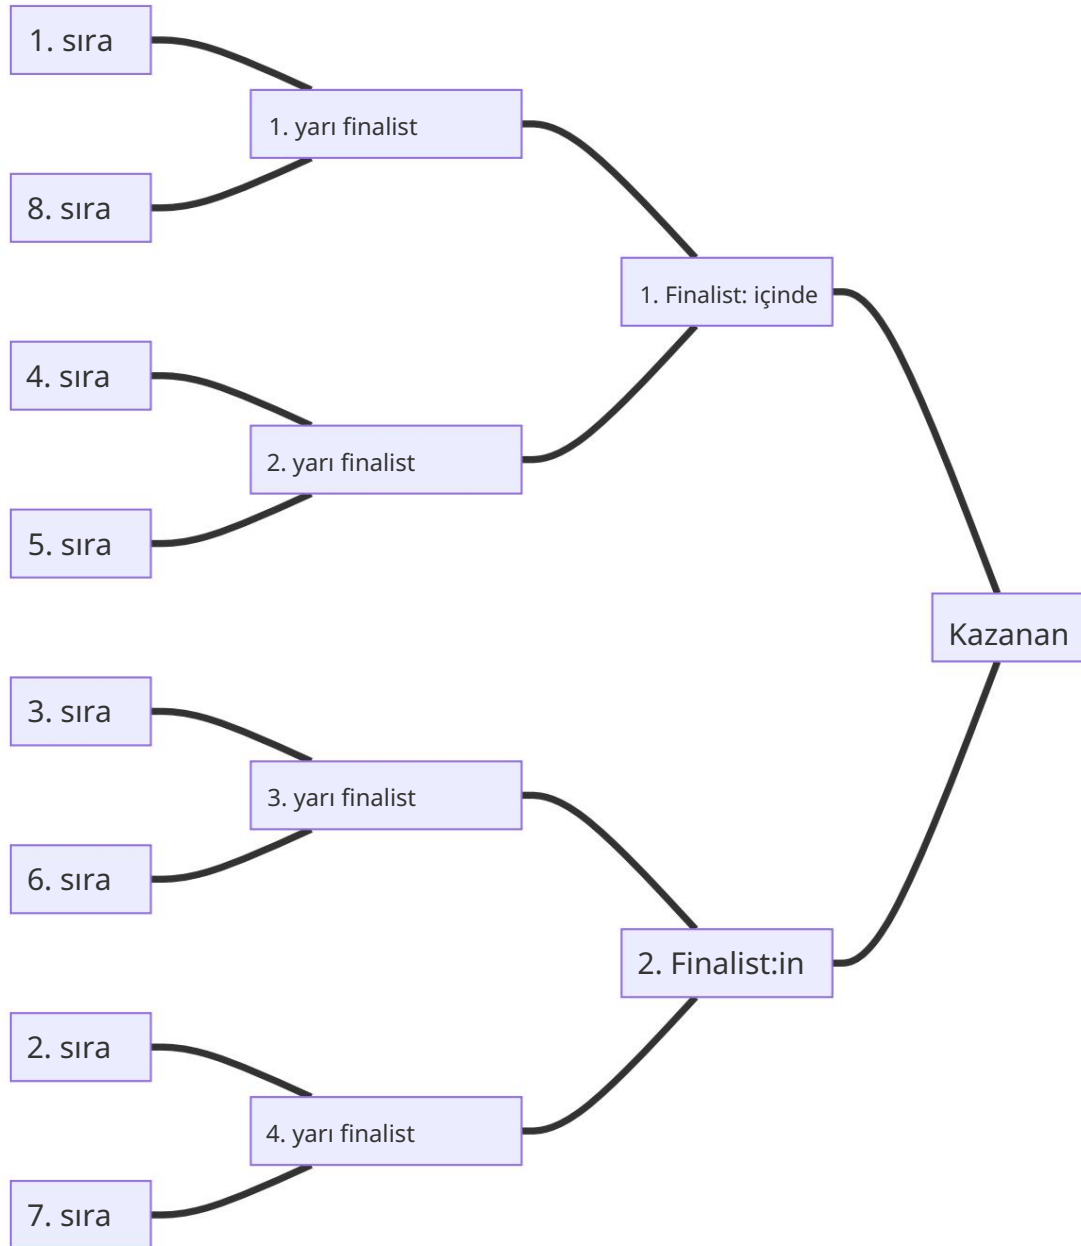 1. sıra
1. yarı finalist
8. sıra
1. Finalist: içinde
4. sıra
2. yarı finalist
5. sıra
Kazanan
3. sıra
3. yarı finalist
6. sıra
2. Finalist:in
2. sıra
4. yarı finalist
7. sıra